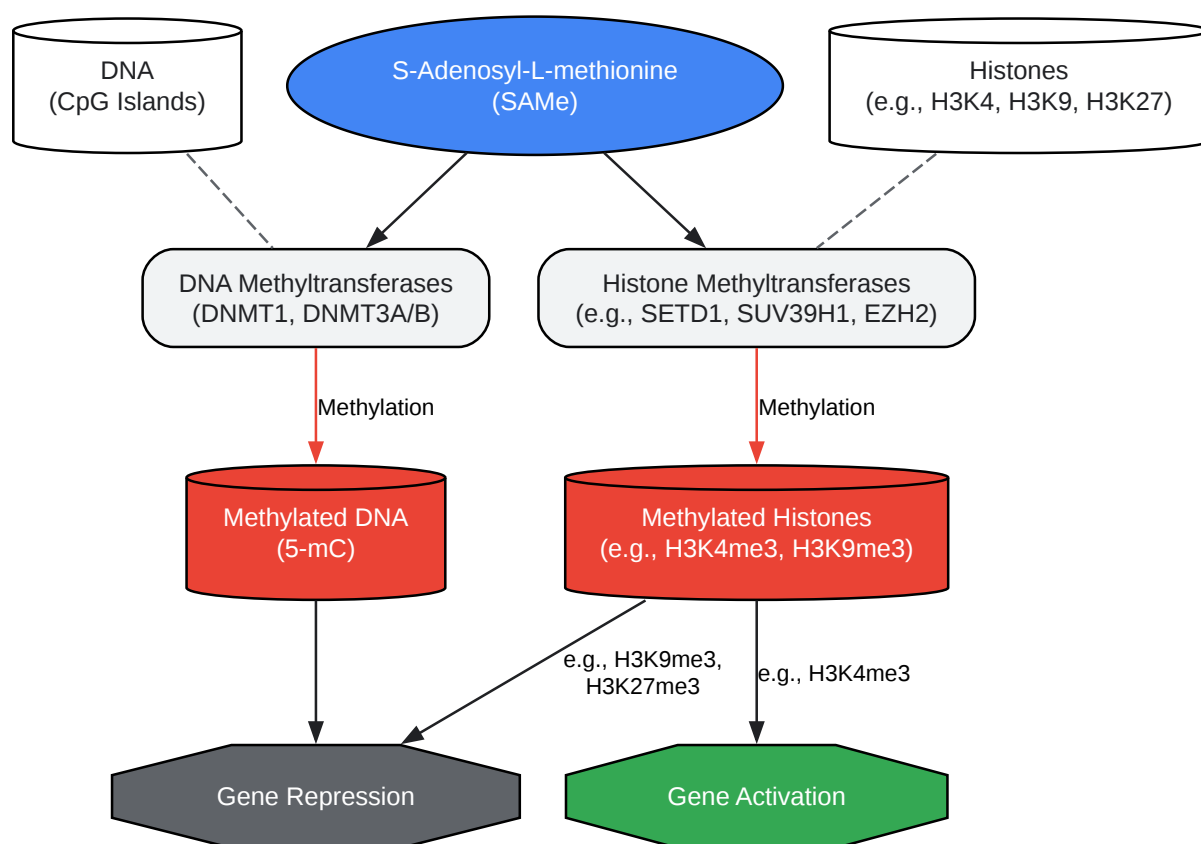 DNA
(CpG Islands)
S-Adenosyl-L-methionine
(SAMe)
Histones
(e.g., H3K4, H3K9, H3K27)
DNA Methyltransferases
(DNMT1, DNMT3A/B)
Histone Methyltransferases
(e.g., SETD1, SUV39H1, EZH2)
Methylation
Methylation
Methylated DNA
(5-mC)
Methylated Histones
(e.g., H3K4me3, H3K9me3)
e.g., H3K9me3,
H3K27me3
e.g., H3K4me3
Gene Repression
Gene Activation